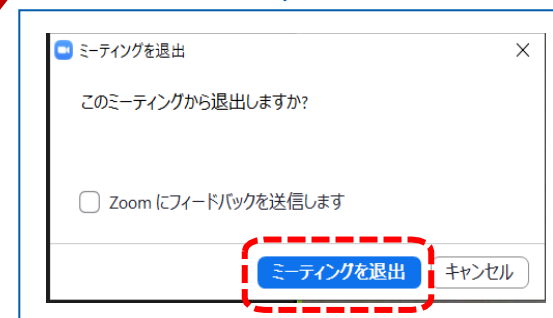 ミーティングを退出
このミーティングから退出しますか?
Zoom にフィードバックを送信します
ミーティングを退出 キャンセル